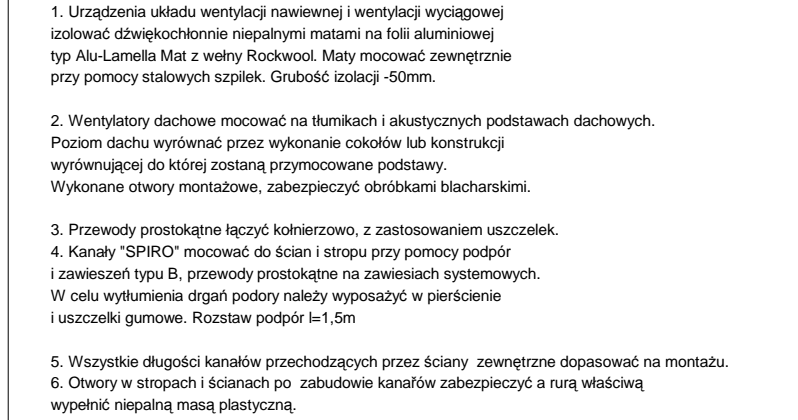 1. Urządzenia układu wentylacji nawiewnej i wentylacji wyciągowej
izolować dźwiękochłonnie niepalnymi matami na folii aluminiowej
typ Alu-Lamella Mat z wełny Rockwool. Maty mocować zewnętrznie
przy pomocy stalowych szpilek. Grubość izolacji -50mm.
2. Wentylatory dachowe mocować na tłumikach i akustycznych podstawach dachowych.
Poziom dachu wyrównać przez wykonanie cokołów lub konstrukcji
wyrównującej do której zostaną przymocowane podstawy.
Wykonane otwory montażowe, zabezpieczyć obróbkami blacharskimi.
3. Przewody prostokątne łączyć kołnierzowo, z zastosowaniem uszczelek.
4. Kanały "SPIRO" mocować do ścian i stropu przy pomocy podpór
i zawieszeń typu B, przewody prostokątne na zawiesiach systemowych.
W celu wytłumienia drgań podory należy wyposażyć w pierścienie
i uszczelki gumowe. Rozstaw podpór l=1,5m
5. Wszystkie długości kanałów przechodzących przez ściany  zewnętrzne dopasować na montażu.
6. Otwory w stropach i ścianach po  zabudowie kanařów zabezpieczyć a rurą właściwą
wypełnić niepalną masą plastyczną.